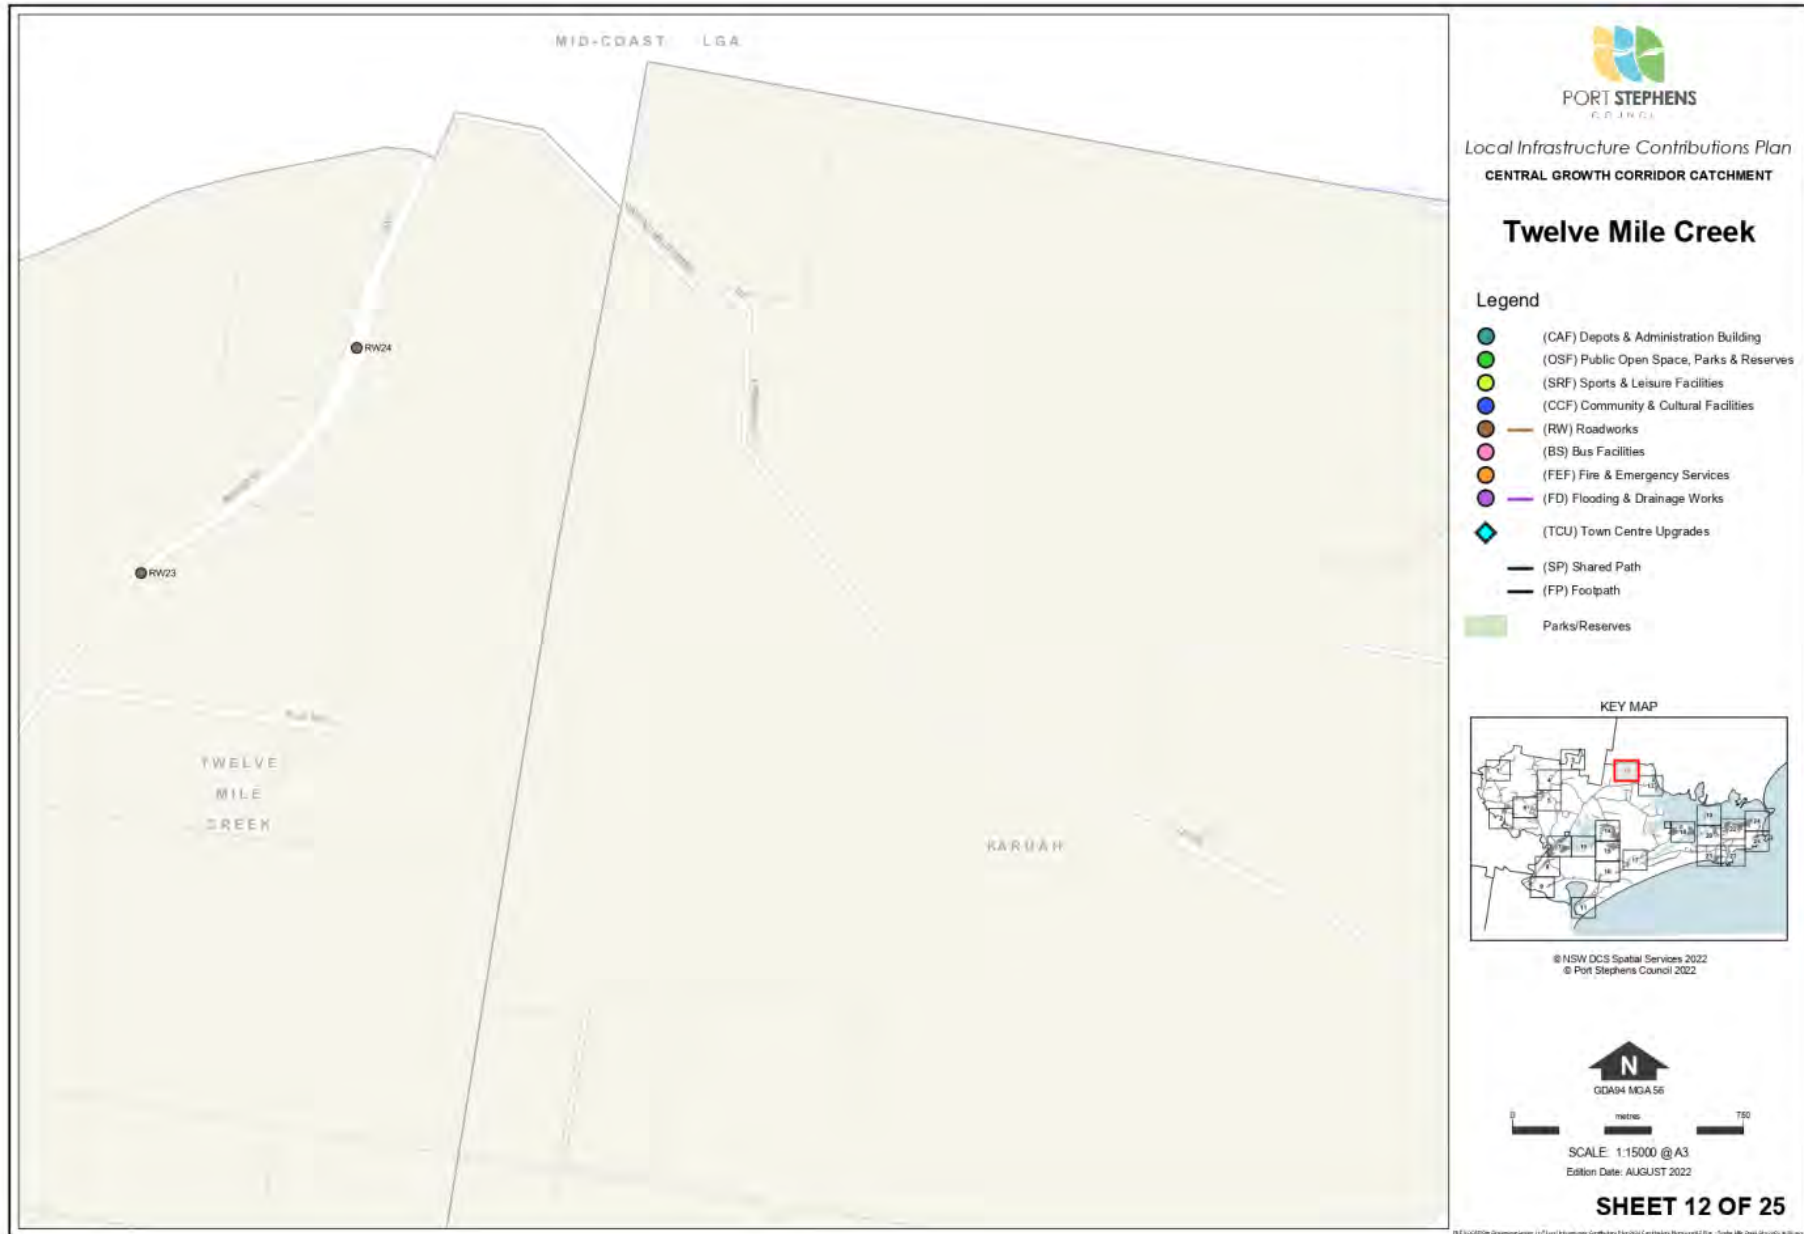 MID-COAST LGA
RW24
RW23
TWELVE
MILE
CREEK
KARUAH
PORT STEPHENS
COUNCIL
Local Infrastructure Contributions Plan
CENTRAL GROWTH CORRIDOR CATCHMENT
Twelve Mile Creek
Legend
(CAF) Depots & Administration Building
(OSF) Public Open Space, Parks & Reserves
(SRF) Sports & Leisure Facilities
(CCF) Community & Cultural Facilities
(RW) Roadworks
(BS) Bus Facilities
(FEF) Fire & Emergency Services
(FD) Flooding & Drainage Works
(TCU) Town Centre Upgrades
(SP) Shared Path
(FP) Footpath
Parks/Reserves
KEY MAP
© NSW DCS Spatial Services 2022
© Port Stephens Council 2022
N
GDA94 MGA 56
0 metres 750
SCALE: 1:15000 @ A3
Edition Date: AUGUST 2022
SHEET 12 OF 25